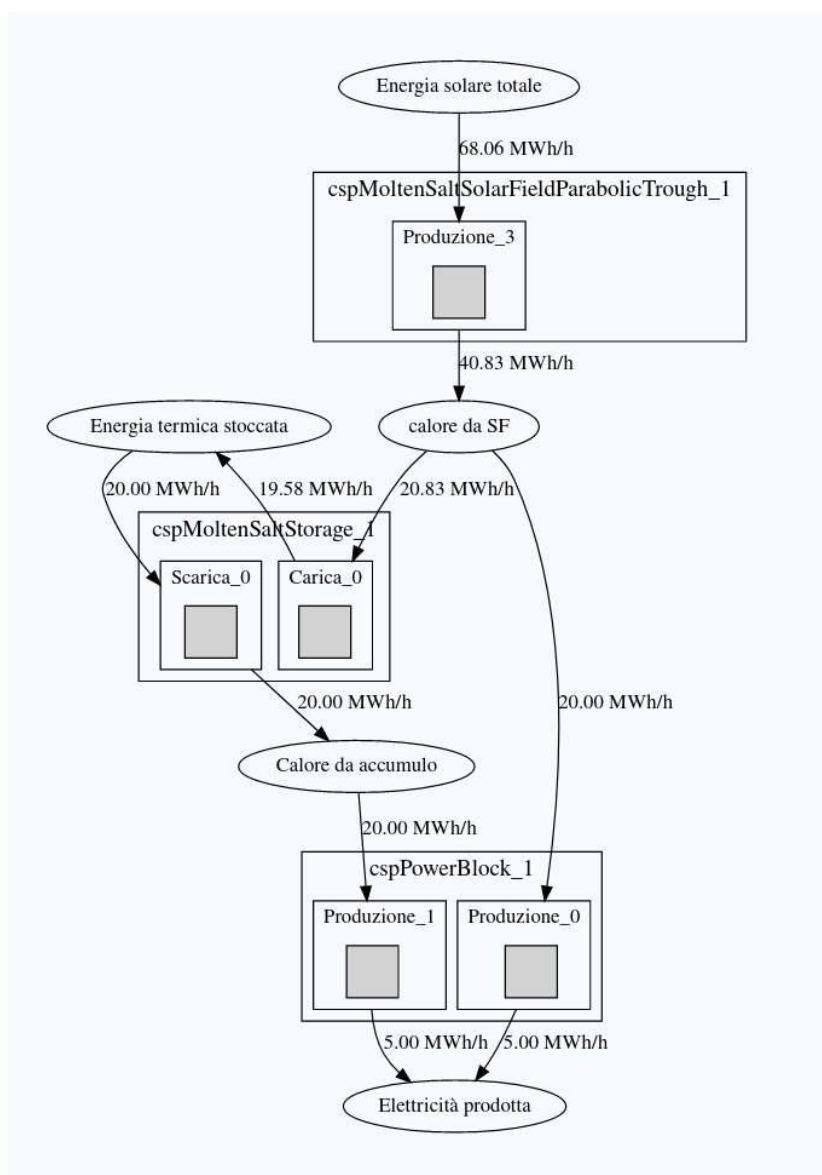 Energia solare totale
68.06 MWh/h
cspMoltenSaltSolarFieldParabolicTrough_1
Produzione_3
40.83 MWh/h
Energia termica stoccata
calore da SF
20.00 MWh/h
19.58 MWh/h
20.83 MWh/h
cspMoltenSaltStorage_1
Scarica_0
Carica_0
20.00 MWh/h
20.00 MWh/h
Calore da accumulo
20.00 MWh/h
cspPowerBlock_1
Produzione_1
Produzione_0
5.00 MWh/h
5.00 MWh/h
Elettricità prodotta